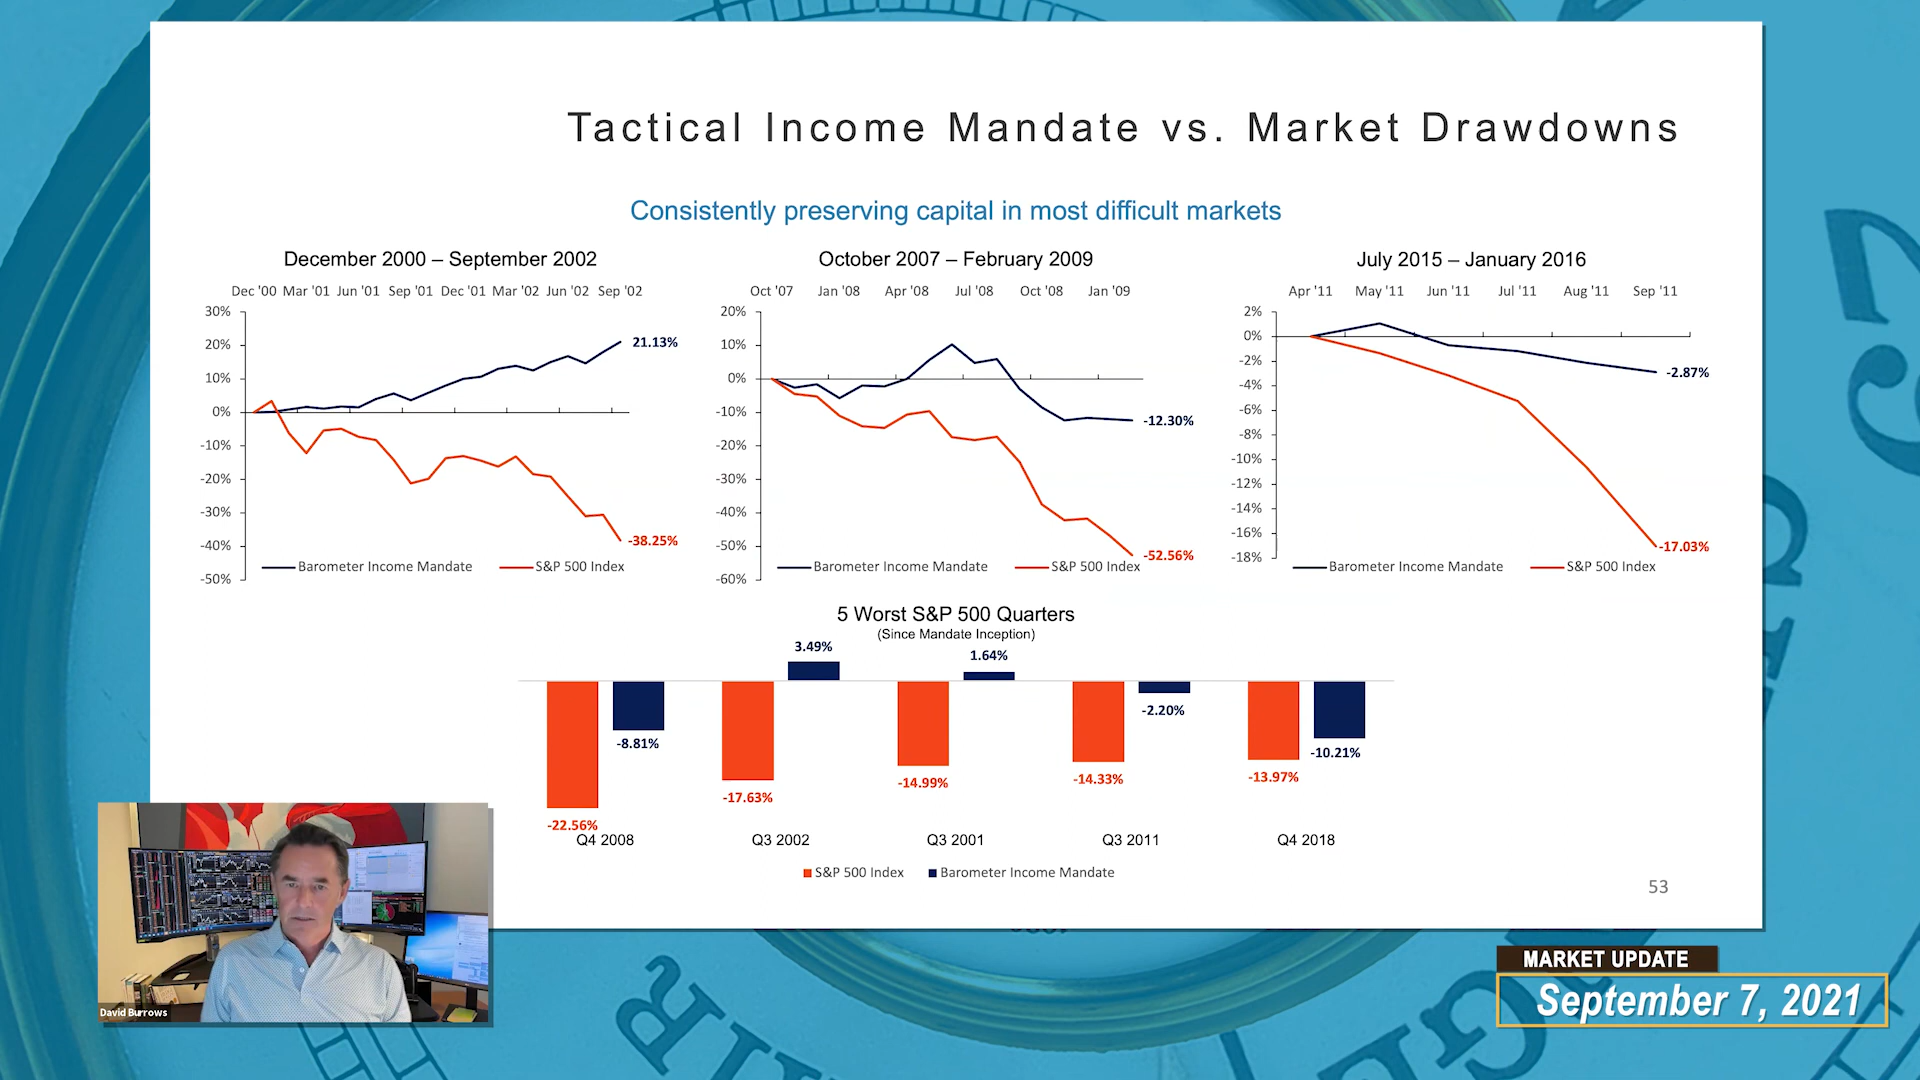 Tactical Income Mandate vs. Market Drawdowns
Consistently preserving capital in most difficult markets
December 2000 – September 2002
Dec '00 Mar '01 Jun '01 Sep '01 Dec '01 Mar '02 Jun '02 Sep '02
30%
20%
10%
0%
-10%
-20%
-30%
-40%
-50%
21.13%
-38.25%
Barometer Income Mandate S&P 500 Index
October 2007 – February 2009
Oct '07 Jan '08 Apr '08 Jul '08 Oct '08 Jan '09
20%
10%
0%
-10%
-20%
-30%
-40%
-50%
-60%
-12.30%
-52.56%
Barometer Income Mandate S&P 500 Index
July 2015 – January 2016
Apr '11 May '11 Jun '11 Jul '11 Aug '11 Sep '11
2%
0%
-2%
-4%
-6%
-8%
-10%
-12%
-14%
-16%
-18%
-2.87%
-17.03%
Barometer Income Mandate S&P 500 Index
5 Worst S&P 500 Quarters
(Since Mandate Inception)
3.49%
1.64%
-2.20%
-8.81%
-10.21%
-13.97%
-14.33%
-14.99%
-17.63%
-22.56%
Q4 2008 Q3 2002 Q3 2001 Q3 2011 Q4 2018
S&P 500 Index Barometer Income Mandate
53
David Burrows
MARKET UPDATE
September 7, 2021